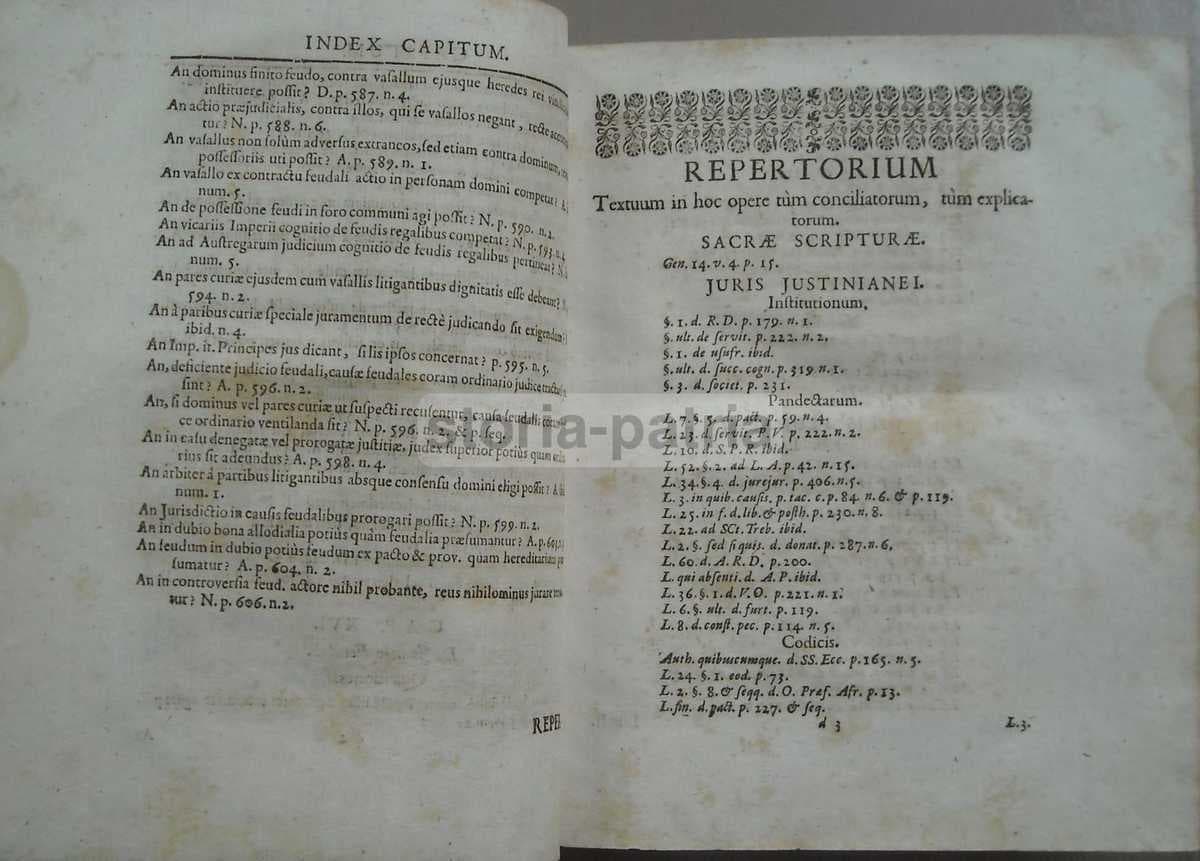 INDEX CAPITUM.
An dominus finito feudo, contra vasallum ejusque heredes rei
instituere possit? D. p. 587. n. 4.
An actio præjudicialis, contra illos, qui se vasallos negant, rectè
tur? N. p. 588. n. 6.
An vasallus non solùm adversus extraneos, sed etiam contra dominum,
possessoriis uti possit? A. p. 589. n. 1.
An vasallo ex contractu feudali actio in personam domini competat?
num. 5.
An de possessione feudi in foro communi agi possit? N. p. 590. n. 2.
An vicariis Imperii cognitio de feudis regalibus competat? N. p. 593. n. 4
An ad Austregarum judicium cognitio de feudis regalibus pertineat? N.
num. 5.
An pares curiæ ejusdem cum vasallis litigantibus dignitatis esse debeant?
594. n. 2.
An à paribus curiæ speciale juramentum de rectè judicando sit exigendum?
ibid. n. 4.
An Imp. it. Principes jus dicant, si lis ipsos concernat? p. 595. n. 5.
An, deficiente judicio feudali, causæ feudales coram ordinario judice
sint? A. p. 596. n. 2.
An, si dominus vel pares curiæ ut suspecti recusentur, causa feudalis
ce ordinario ventilanda sit? N. p. 596. n. 2. & p. seq.
An in casu denegatæ vel prorogatæ justitiæ, judex superior potiùs quam
rius sit adeundus? A. p. 598. n. 4.
An arbiter à partibus litigantibus absque consensu domini eligi possit?
num. 1.
An Jurisdictio in causis feudalibus prorogari possit? N. p. 599. n. 2.
An in dubio bona allodialia potiùs quàm feudalia præsumantur? A. p. 601.
An feudum in dubio potiùs feudum ex pacto & prov. quam hereditarium
sumatur? A. p. 604. n. 2.
An in controversia feud. actore nihil probante, reus nihilominus jurare
tur? N. p. 606. n. 2.
REPE
REPERTORIUM
Textuum in hoc opere tùm conciliatorum, tùm explica-
torum.
SACRÆ SCRIPTURÆ.
Gen. 14. v. 4. p. 15.
JURIS JUSTINIANEI.
Institutionum,
§. 1. d. R. D. p. 179. n. 1.
§. ult. de servit. p. 222. n. 2.
§. 1. de usufr. ibid.
§. ult. d. succ. cogn. p. 319 n. 1.
§. 3. d. societ. p. 231.
Pandectarum.
L. 7. §. 5. d. pact. p. 59. n. 4.
L. 23. d. servit. P. V. p. 222. n. 2.
L. 10. d. S. P. R. ibid.
L. 52. §. 2. ad L. A. p. 42. n. 15.
L. 34. §. 4. d. jurejur. p. 406. n. 5.
L. 3. in quib. causis. p. tac. c. p. 84. n. 6. & p. 119.
L. 25. in f. d. lib. & posth. p. 230. n. 8.
L. 22. ad SCt. Treb. ibid.
L. 2. §. sed si quis. d. donat. p. 287. n. 6.
L. 60. d. A. R. D. p. 200.
L. qui absenti. d. A. P. ibid.
L. 36. §. 1. d. V. O. p. 221. n. 1.
L. 6. §. ult. d. furt. p. 119.
L. 8. d. const. pec. p. 114. n. 5.
Codicis.
Auth. quibuscumque. d. SS. Ecc. p. 165. n. 5.
L. 24. §. 1. eod. p. 73.
L. 2. §. 8. & seqq. d. O. Præf. Afr. p. 13.
L. fin. d. pact. p. 227. & seq.
d 3 L. 3.
storia-patria